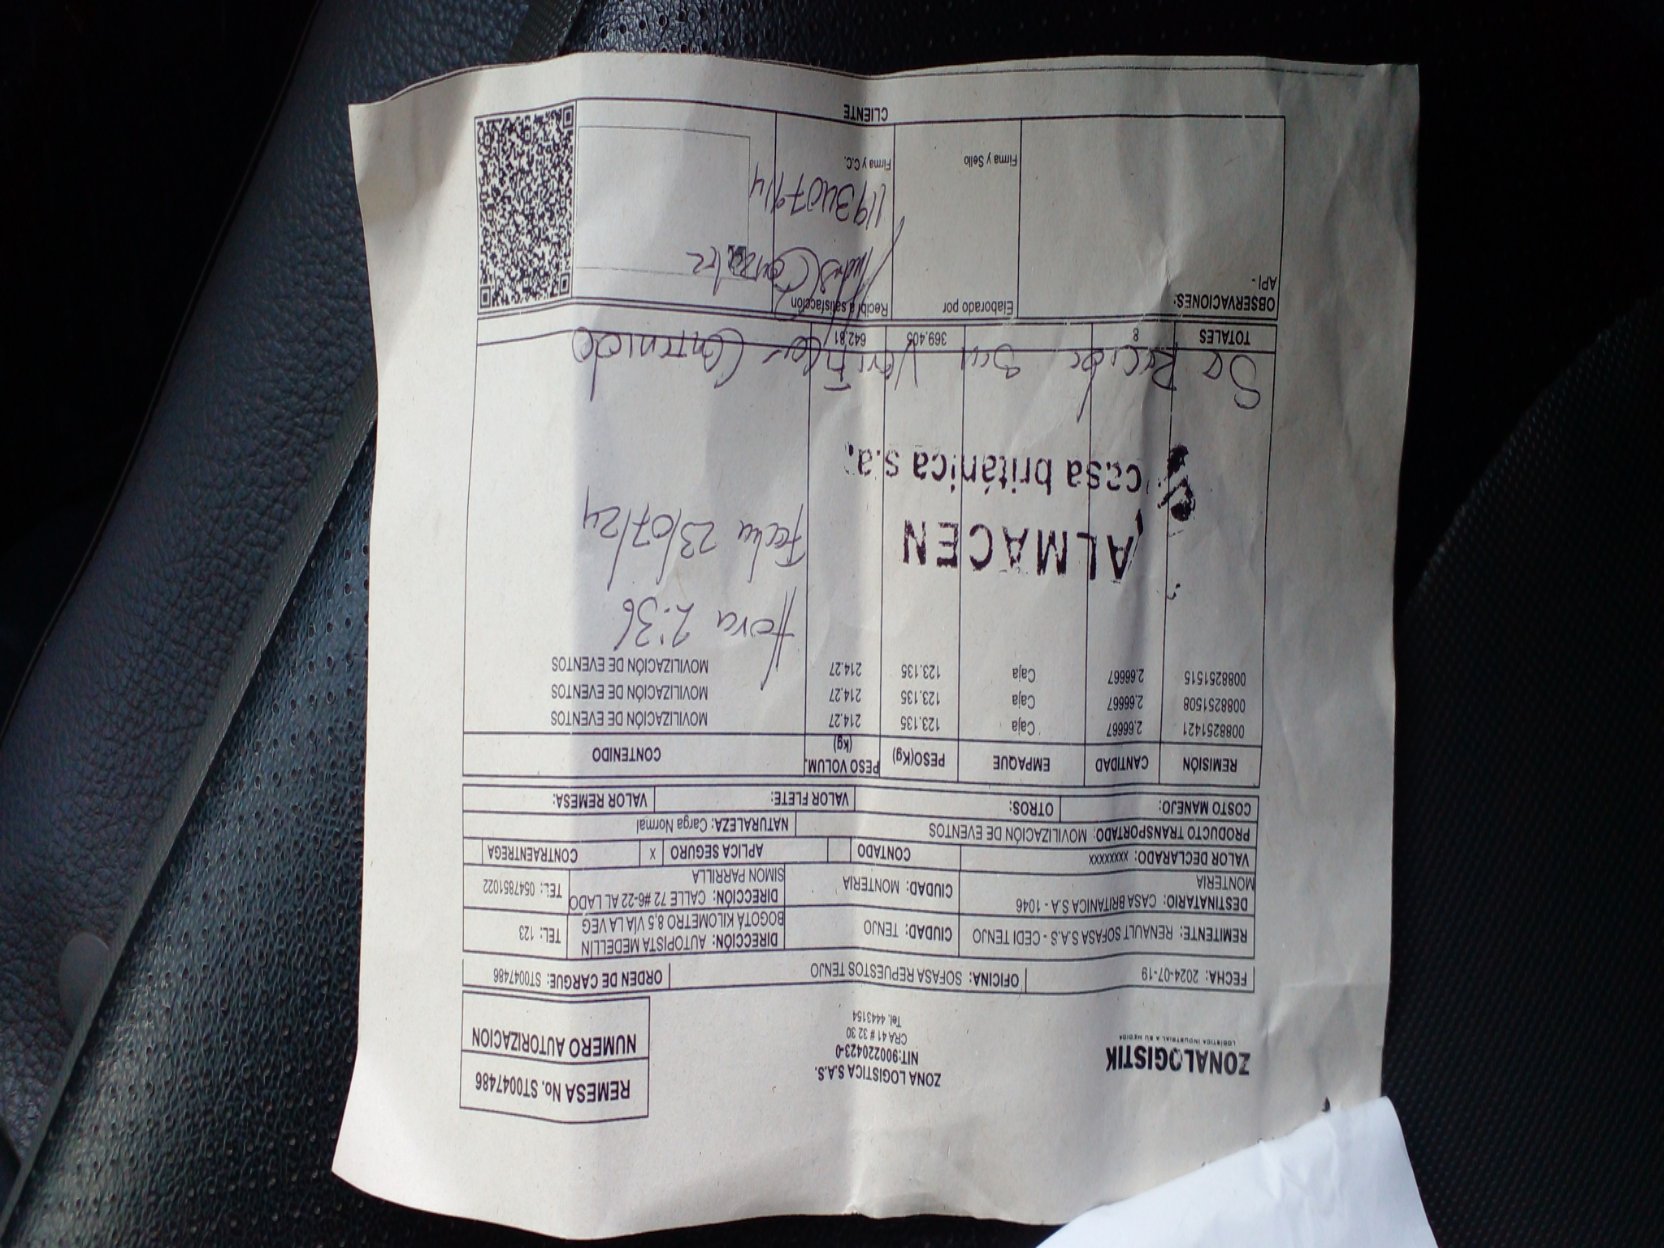 ZONALOGISTIK
LOGISTICA INDUSTRIAL A SU MEDIDA
ZONA LOGISTICA S.A.S.
NIT:900220423-0
CRA 41 # 32 30
Tel. 4443154
REMESA No. ST0047486
NUMERO AUTORIZACION
FECHA: 2024-07-19 OFICINA: SOFASA REPUESTOS TENJO ORDEN DE CARGUE: ST0047486
REMITENTE: RENAULT SOFASA S.A.S - CEDI TENJO CIUDAD: TENJO DIRECCIÓN: AUTOPISTA MEDELLIN TEL: 123
BOGOTÁ KILOMETRO 8,5 VÍA LA VEG
DESTINATARIO: CASA BRITANICA S.A - 1046 CIUDAD: MONTERIA DIRECCIÓN: CALLE 72 #6-22 AL LADO TEL: 0547851022
MONTERIA SIMON PARRILLA
VALOR DECLARADO: xxxxxxxx CONTADO APLICA SEGURO X CONTRAENTREGA
PRODUCTO TRANSPORTADO: MOVILIZACIÓN DE EVENTOS NATURALEZA: Carga Normal
COSTO MANEJO: OTROS: VALOR FLETE: VALOR REMESA:
REMISIÓN CANTIDAD EMPAQUE PESO(Kg) PESO VOLUM. (kg) CONTENIDO
0088251421 2.66667 Caja 123.135 214.27 MOVILIZACIÓN DE EVENTOS
0088251508 2.66667 Caja 123.135 214.27 MOVILIZACIÓN DE EVENTOS
0088251515 2.66667 Caja 123.135 214.27 MOVILIZACIÓN DE EVENTOS
Hora 2:36
ALMACEN
Fecha 23/07/24
casa británica s.a.
Se Recibe sin Verificar Contenido
TOTALES 8 369.405 642.81
OBSERVACIONES: Elaborado por Recibí a satisfacción
API -
Gonzalez
1193407914
Firma y Sello Firma y C.C.
CLIENTE